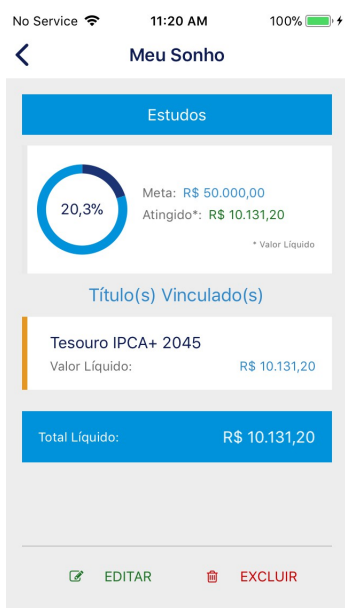 No Service 11:20 AM 100%
Meu Sonho
Estudos
20,3%
Meta: R$ 50.000,00
Atingido*: R$ 10.131,20
* Valor Líquido
Título(s) Vinculado(s)
Tesouro IPCA+ 2045
Valor Líquido: R$ 10.131,20
Total Líquido: R$ 10.131,20
EDITAR EXCLUIR